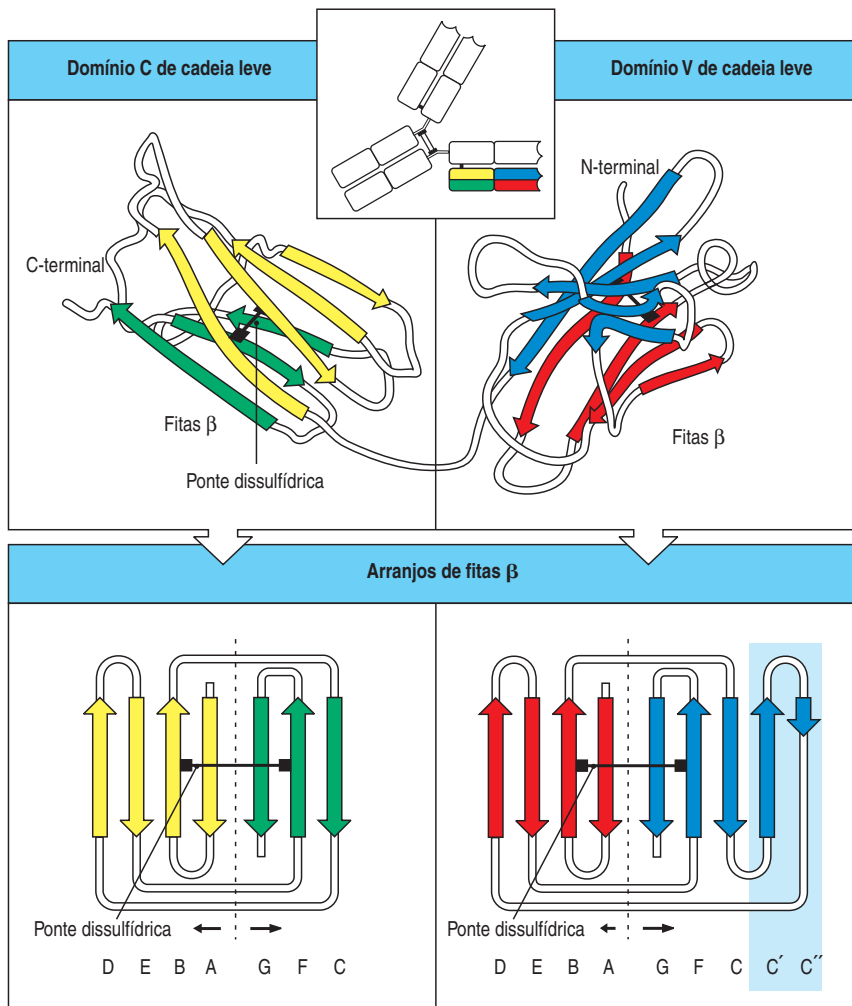 Domínio C de cadeia leve
Domínio V de cadeia leve
N-terminal
C-terminal
Fitas β
Ponte dissulfídrica
Fitas β
Arranjos de fitas β
Ponte dissulfídrica
D E B A G F C
Ponte dissulfídrica
D E B A G F C C′ C″